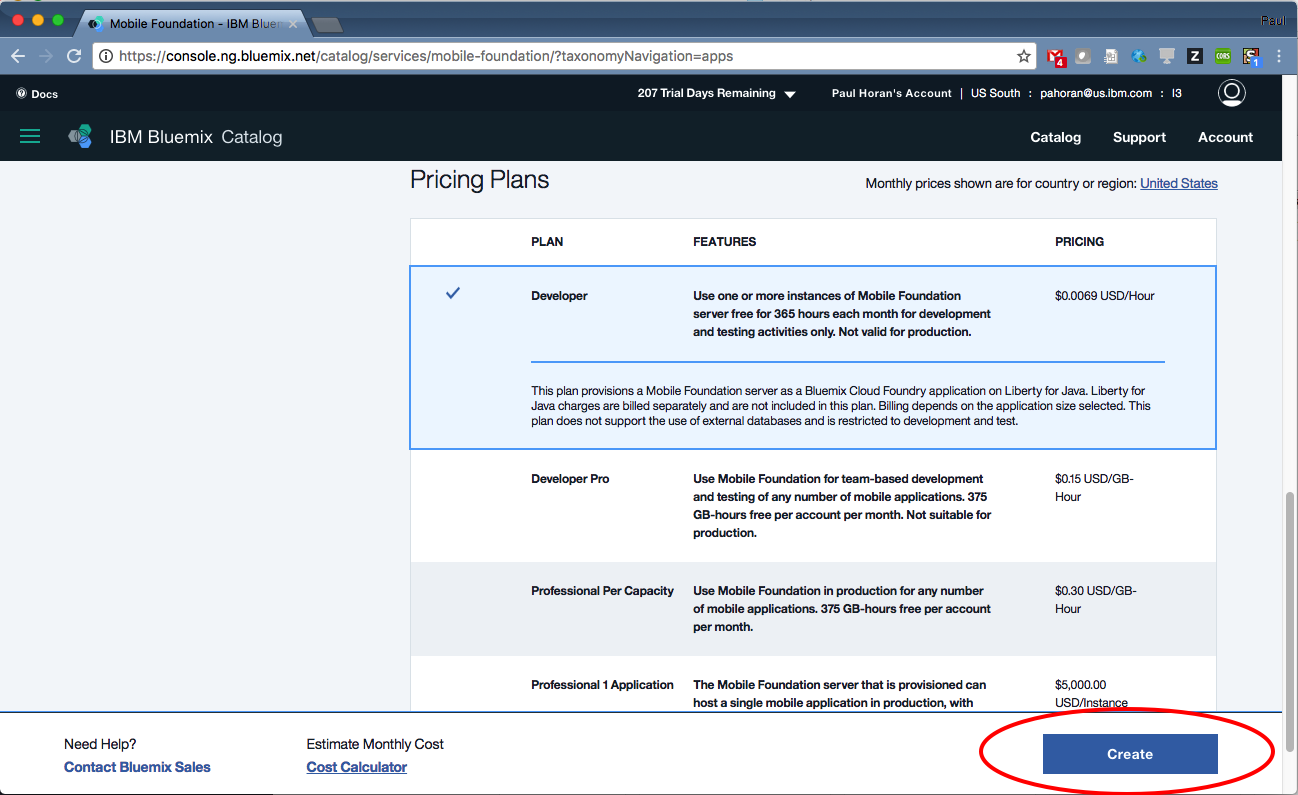 Mobile Foundation - IBM Bluer
Paul
https://console.ng.bluemix.net/catalog/services/mobile-foundation/?taxonomyNavigation=apps
4
Z
CORS
S
1
Docs
207 Trial Days Remaining
Paul Horan's Account | US South : pahoran@us.ibm.com : I3
IBM Bluemix Catalog
Catalog
Support
Account
Pricing Plans
Monthly prices shown are for country or region: United States
PLAN
FEATURES
PRICING
Developer
Use one or more instances of Mobile Foundation
server free for 365 hours each month for development
and testing activities only. Not valid for production.
$0.0069 USD/Hour
This plan provisions a Mobile Foundation server as a Bluemix Cloud Foundry application on Liberty for Java. Liberty for
Java charges are billed separately and are not included in this plan. Billing depends on the application size selected. This
plan does not support the use of external databases and is restricted to development and test.
Developer Pro
Use Mobile Foundation for team-based development
and testing of any number of mobile applications. 375
GB-hours free per account per month. Not suitable for
production.
$0.15 USD/GB-
Hour
Professional Per Capacity
Use Mobile Foundation in production for any number
of mobile applications. 375 GB-hours free per account
per month.
$0.30 USD/GB-
Hour
Professional 1 Application
The Mobile Foundation server that is provisioned can
host a single mobile application in production, with
$5,000.00
USD/Instance
Need Help?
Contact Bluemix Sales
Estimate Monthly Cost
Cost Calculator
Create